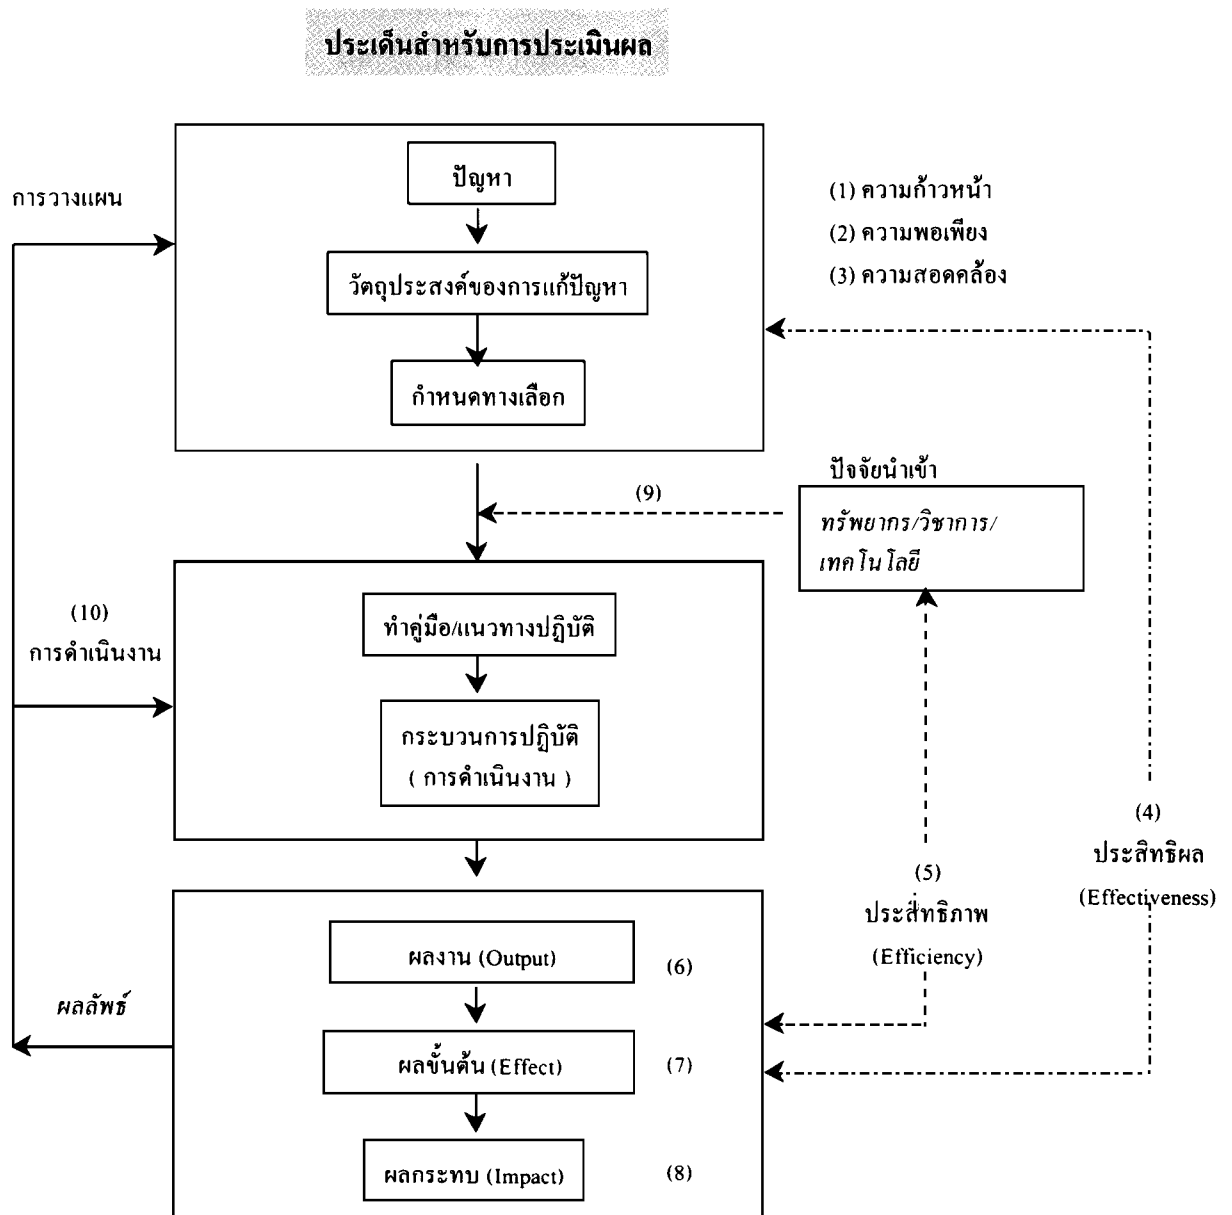 ประเด็นสำหรับการประเมินผล
การวางแผน
ปัญหา
วัตถุประสงค์ของการแก้ปัญหา
กำหนดทางเลือก
(1) ความก้าวหน้า
(2) ความพอเพียง
(3) ความสอดคล้อง
(9)
ปัจจัยนำเข้า
ทรัพยากร/วิชาการ/
เทคโนโลยี
(10)
การดำเนินงาน
ทำคู่มือ/แนวทางปฏิบัติ
กระบวนการปฏิบัติ
( การดำเนินงาน )
(4)
ประสิทธิผล
(Effectiveness)
(5)
ประสิทธิภาพ
(Efficiency)
ผลลัพธ์
ผลงาน (Output)
(6)
ผลขั้นต้น (Effect)
(7)
ผลกระทบ (Impact)
(8)